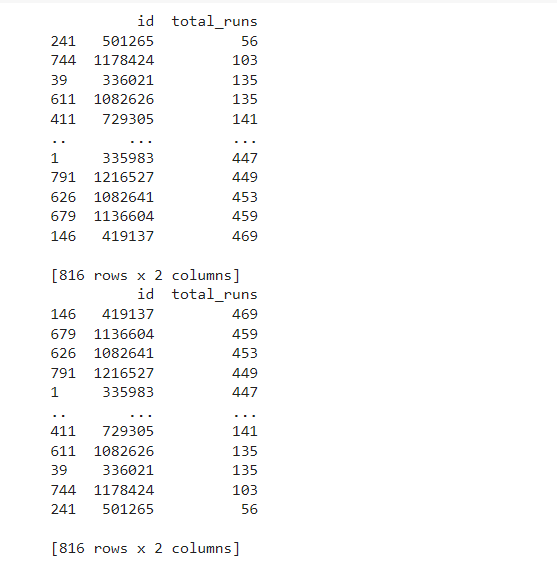 id total_runs
241 501265 56
744 1178424 103
39 336021 135
611 1082626 135
411 729305 141
.. ... ...
1 335983 447
791 1216527 449
626 1082641 453
679 1136604 459
146 419137 469
[816 rows x 2 columns]
id total_runs
146 419137 469
679 1136604 459
626 1082641 453
791 1216527 449
1 335983 447
.. ... ...
411 729305 141
611 1082626 135
39 336021 135
744 1178424 103
241 501265 56
[816 rows x 2 columns]